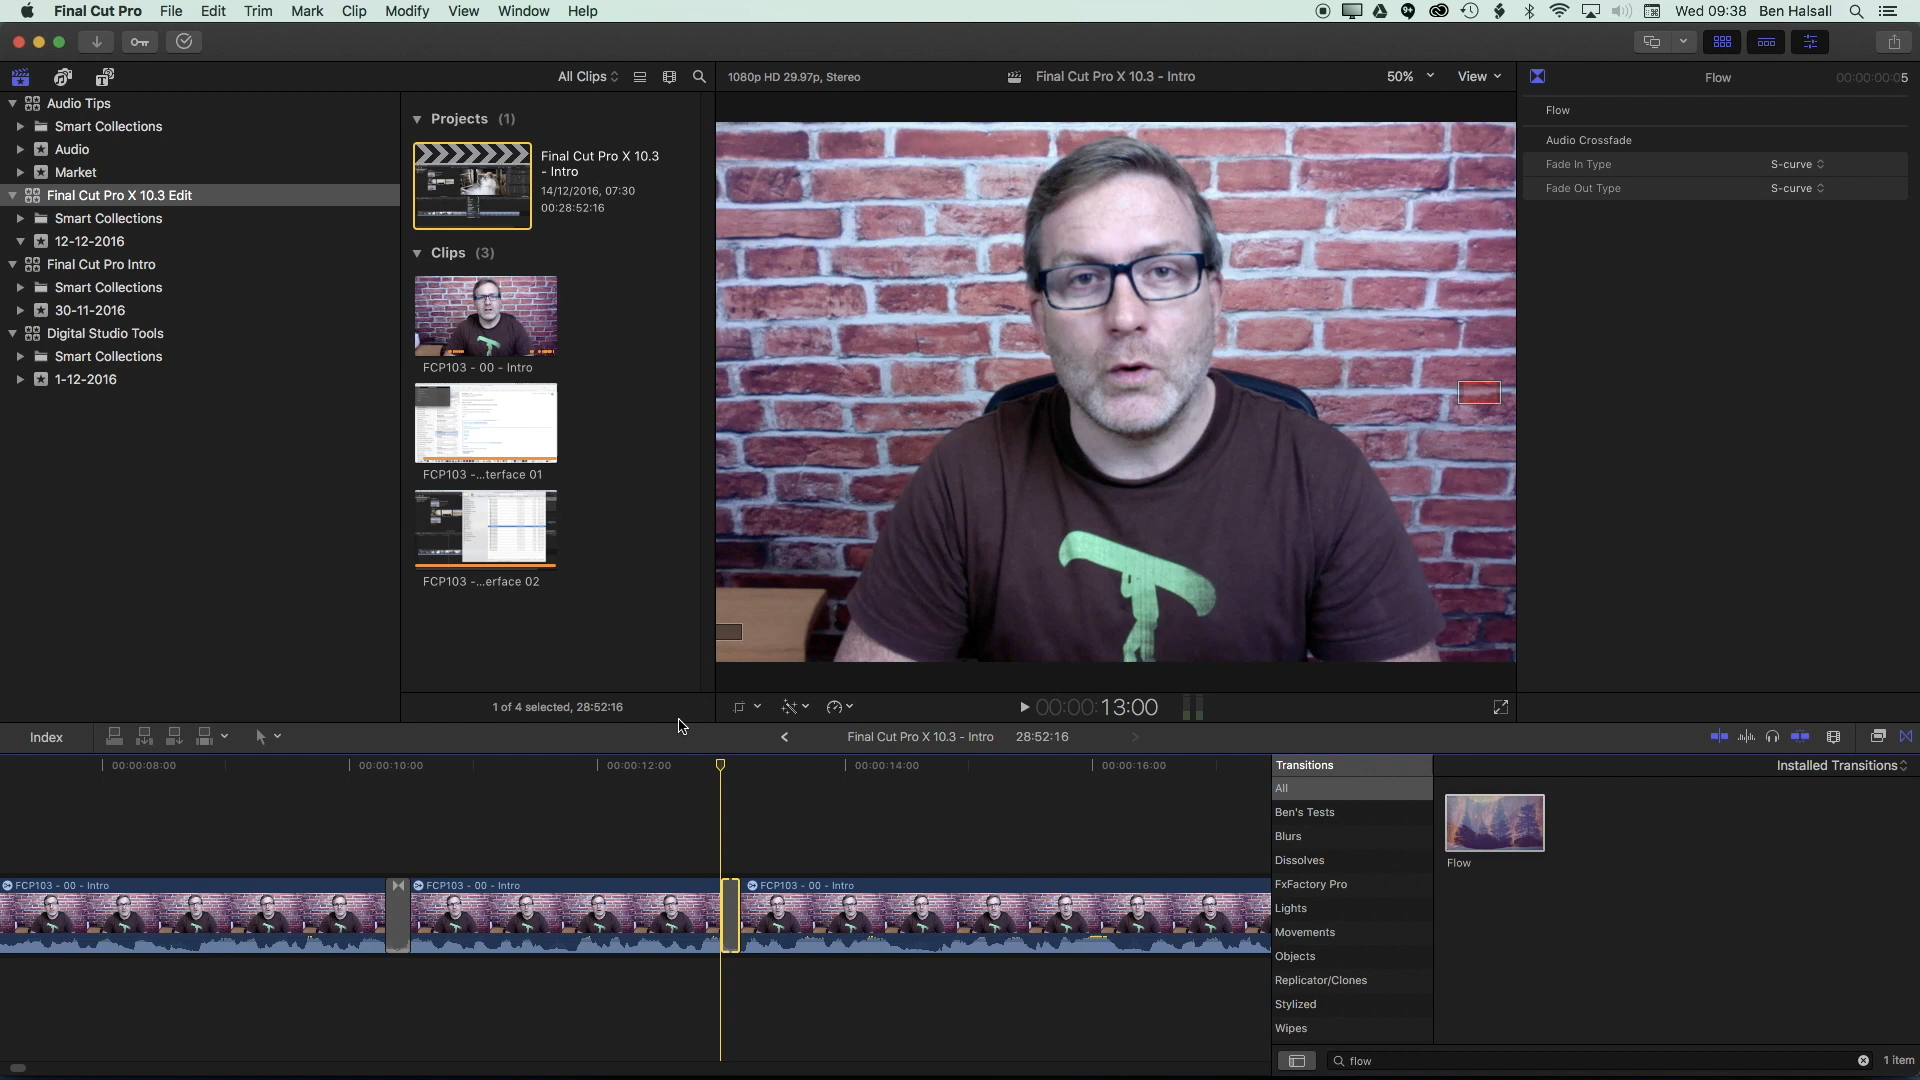 Final Cut Pro File Edit Trim Mark Clip Modify View Window Help Wed 09:38 Ben Halsall
All Clips 1080p HD 29.97p, Stereo Final Cut Pro X 10.3 - Intro 50% View Flow 00:00:00:05
Audio Tips
Smart Collections
Audio
Market
Final Cut Pro X 10.3 Edit
Smart Collections
12-12-2016
Final Cut Pro Intro
Smart Collections
30-11-2016
Digital Studio Tools
Smart Collections
1-12-2016
Projects (1)
Final Cut Pro X 10.3
- Intro
14/12/2016, 07:30
00:28:52:16
Clips (3)
FCP103 - 00 - Intro
FCP103 -...terface 01
FCP103 -...erface 02
1 of 4 selected, 28:52:16
Flow
Audio Crossfade
Fade In Type S-curve
Fade Out Type S-curve
00:00:13:00
Index Final Cut Pro X 10.3 - Intro 28:52:16
00:00:08:00 00:00:10:00 00:00:12:00 00:00:14:00 00:00:16:00
FCP103 - 00 - Intro FCP103 - 00 - Intro FCP103 - 00 - Intro
Transitions Installed Transitions
All
Ben's Tests
Blurs
Dissolves
FxFactory Pro
Lights
Movements
Objects
Replicator/Clones
Stylized
Wipes
Flow
flow 1 item